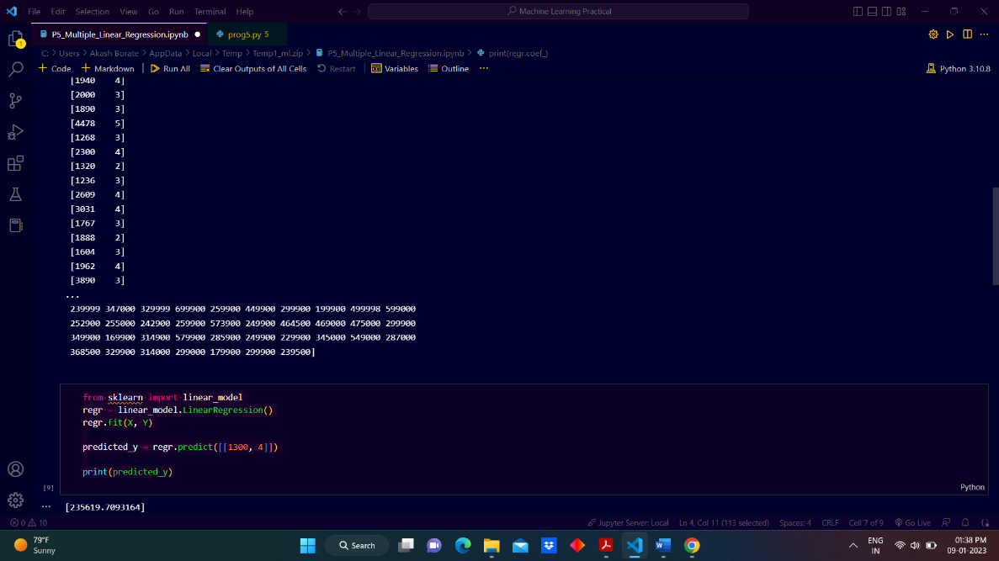 File Edit Selection View Go Run Terminal Help Machine Learning Practical
P5_Multiple_Linear_Regression.ipynb prog5.py 5
1
C: > Users > Akash Borate > AppData > Local > Temp > Temp1_ml.zip > P5_Multiple_Linear_Regression.ipynb > print(regr.coef_)
+ Code + Markdown Run All Clear Outputs of All Cells Restart Variables Outline ... Python 3.10.8
[1940 4]
[2000 3]
[1890 3]
[4478 5]
[1268 3]
[2300 4]
[1320 2]
[1236 3]
[2609 4]
[3031 4]
[1767 3]
[1888 2]
[1604 3]
[1962 4]
[3890 3]
...
239999 347000 329999 699900 259900 449900 299900 199900 499998 599000
252900 255000 242900 259900 573900 249900 464500 469000 475000 299900
349900 169900 314900 579900 285900 249900 229900 345000 549000 287000
368500 329900 314000 299000 179900 299900 239500]
from sklearn import linear_model
regr = linear_model.LinearRegression()
regr.fit(X, Y)
predicted_y = regr.predict([[1300, 4]])
print(predicted_y)
[9] Python
... [235619.7093164]
0 10 Jupyter Server: Local Ln 4, Col 11 (113 selected) Spaces: 4 CRLF Cell 7 of 9 Go Live
79°F
Sunny
Search
ENG
IN
01:38 PM
09-01-2023